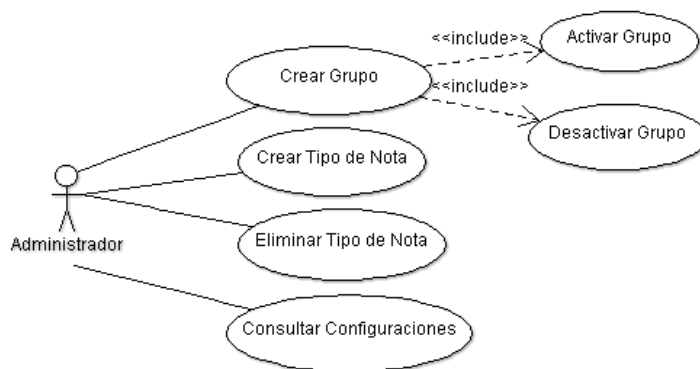 <<include>>
Activar Grupo
Crear Grupo
<<include>>
Desactivar Grupo
Crear Tipo de Nota
Administrador
Eliminar Tipo de Nota
Consultar Configuraciones